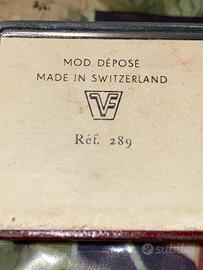 MOD. DÉPOSÉ
MADE IN SWITZERLAND
Réf. 289
subito